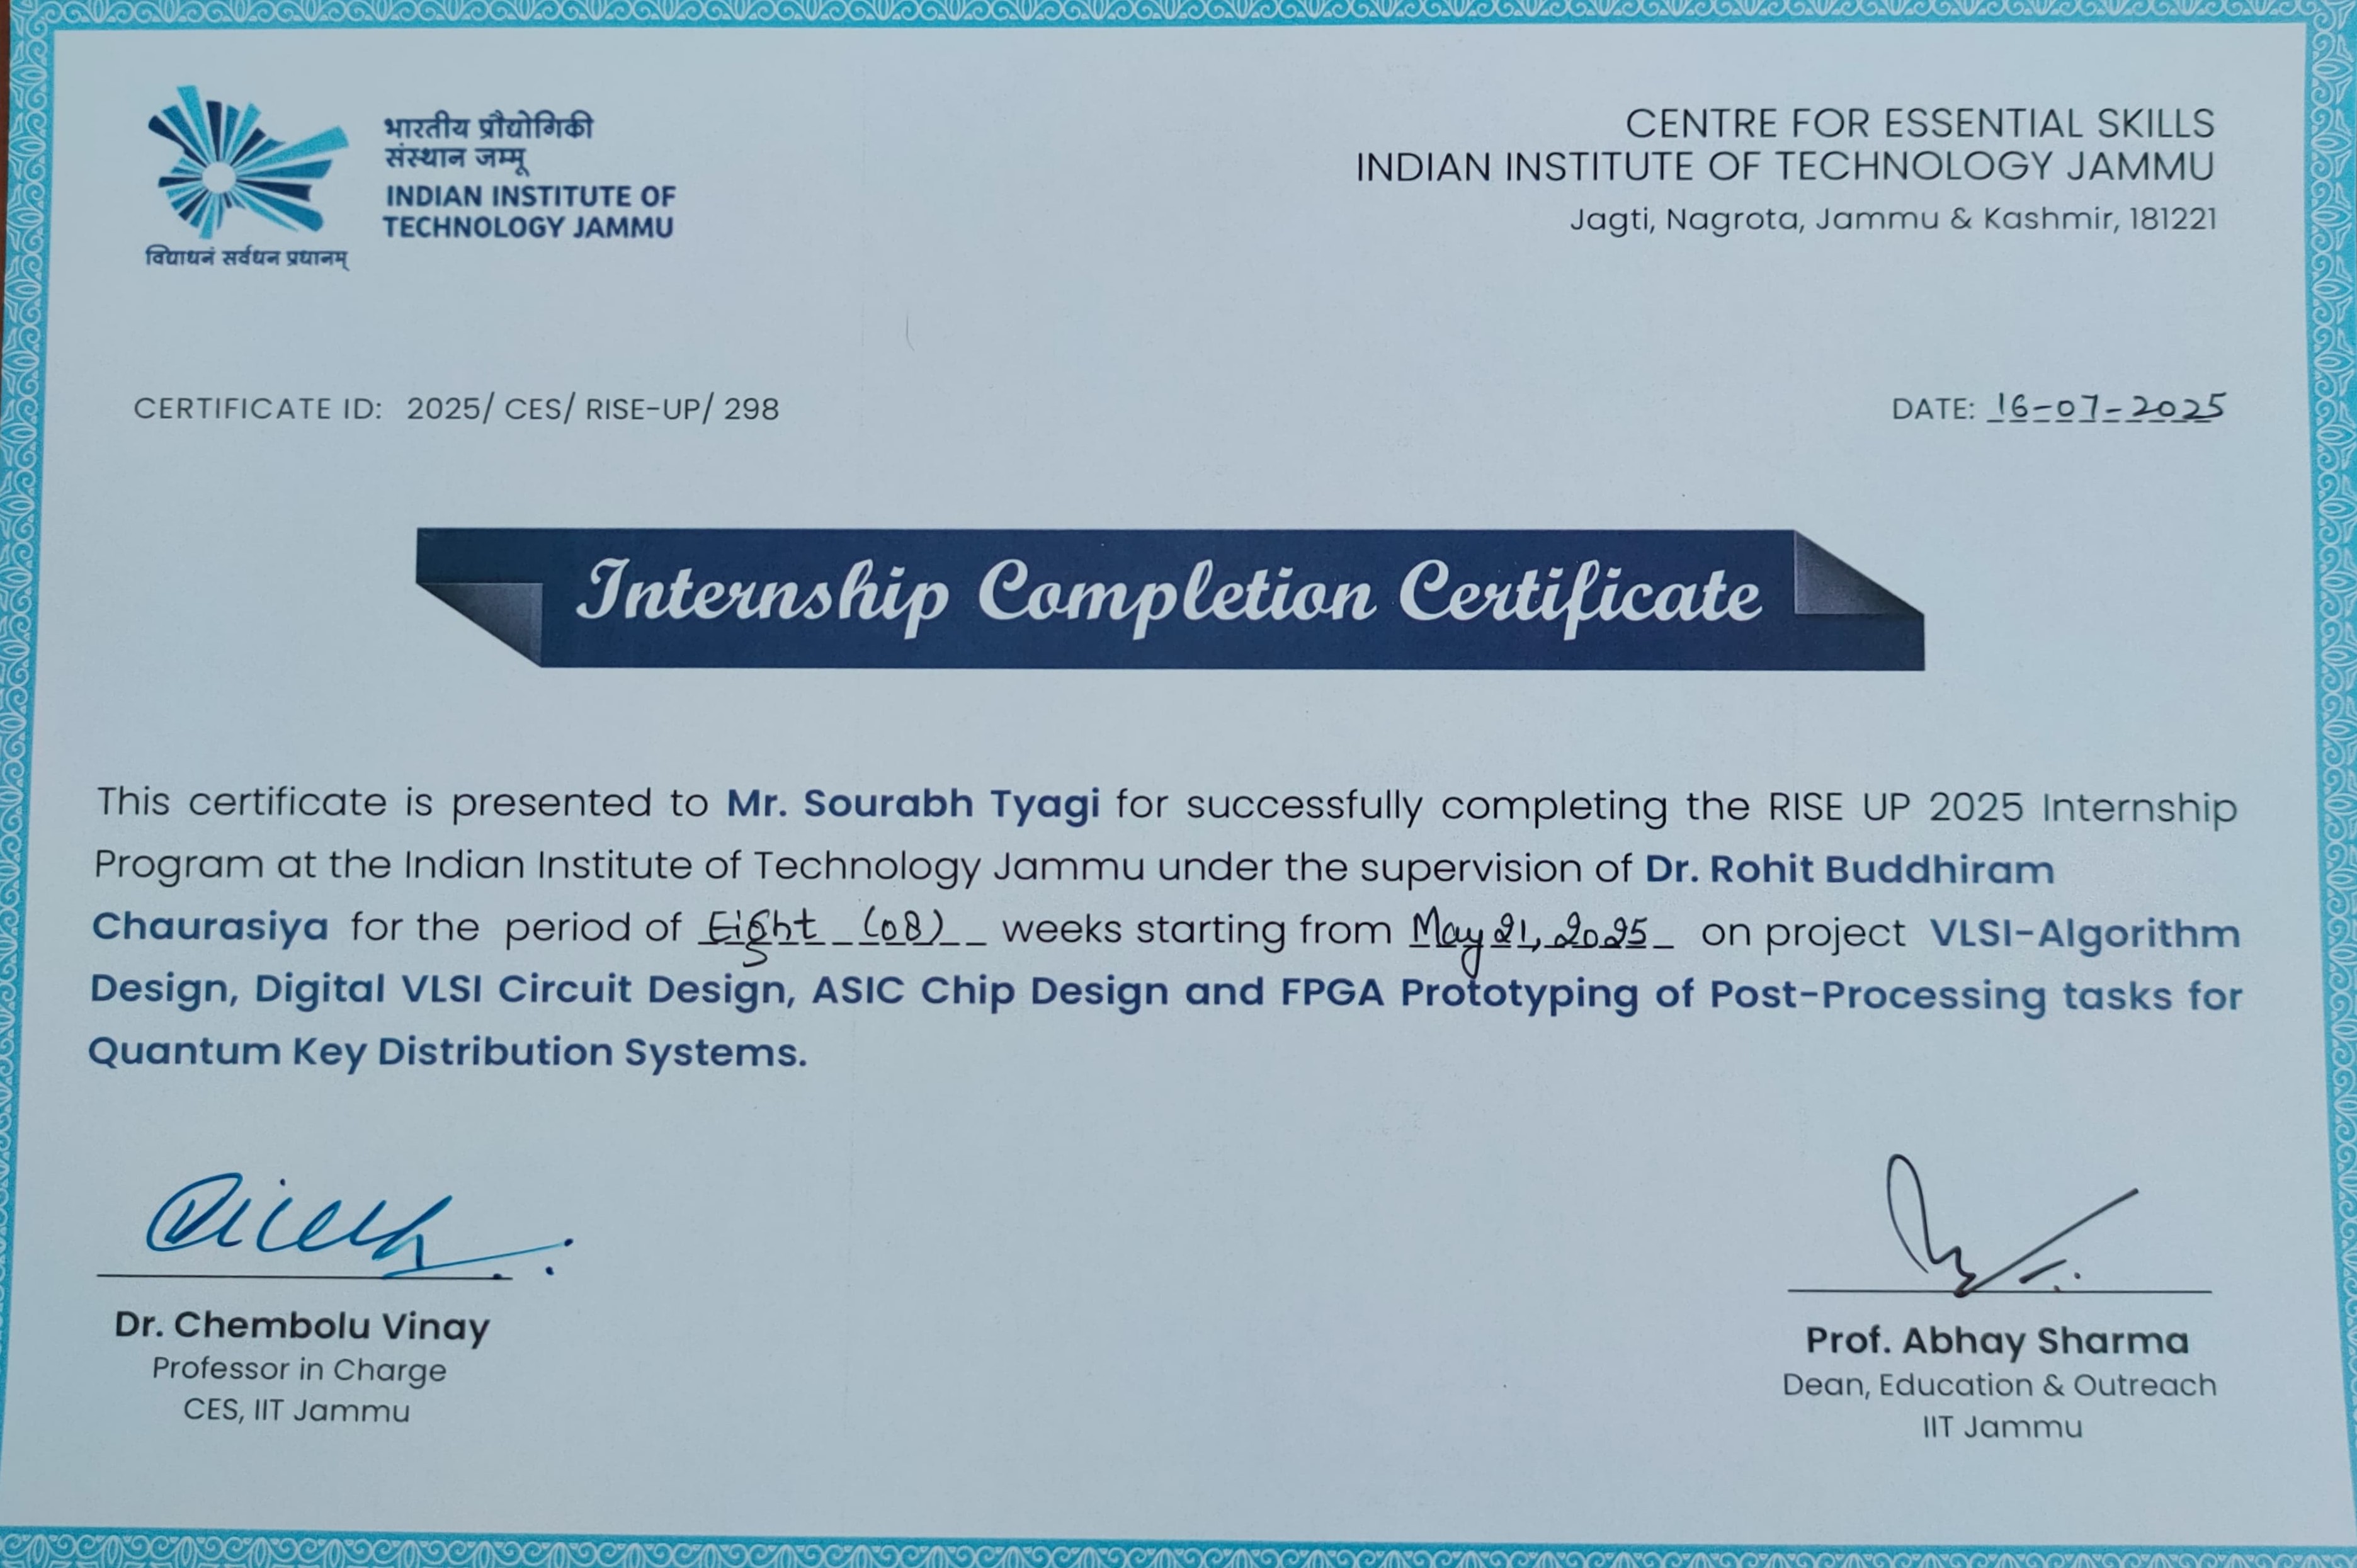 भारतीय प्रौद्योगिकी
संस्थान जम्मू
INDIAN INSTITUTE OF
TECHNOLOGY JAMMU
विद्याधनं सर्वधन प्रधानम्
CENTRE FOR ESSENTIAL SKILLS
INDIAN INSTITUTE OF TECHNOLOGY JAMMU
Jagti, Nagrota, Jammu & Kashmir, 181221
CERTIFICATE ID: 2025/ CES/ RISE-UP/ 298
DATE: 16-07-2025
Internship Completion Certificate
This certificate is presented to Mr. Sourabh Tyagi for successfully completing the RISE UP 2025 Internship
Program at the Indian Institute of Technology Jammu under the supervision of Dr. Rohit Buddhiram
Chaurasiya for the period of Eight (08) weeks starting from May 21, 2025 on project VLSI-Algorithm
Design, Digital VLSI Circuit Design, ASIC Chip Design and FPGA Prototyping of Post-Processing tasks for
Quantum Key Distribution Systems.
Dr. Chembolu Vinay
Professor in Charge
CES, IIT Jammu
Prof. Abhay Sharma
Dean, Education & Outreach
IIT Jammu